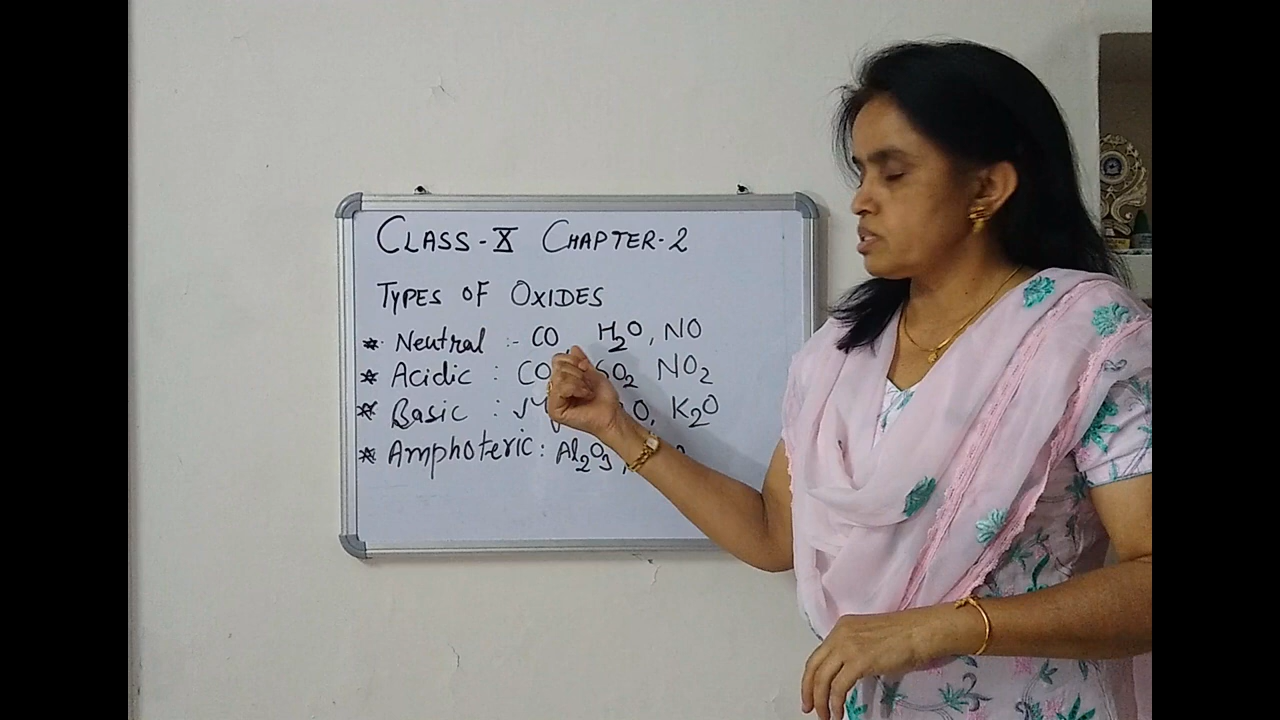 CLASS-X CHAPTER-2
TYPES OF OXIDES
* Neutral :- CO, H₂O, NO
* Acidic : CO SO₂ NO₂
* Basic : O, K₂O
* Amphoteric : Al₂O₃,